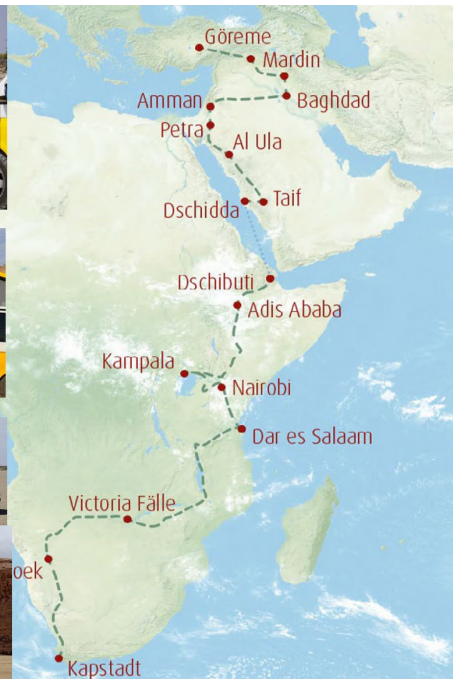 Göreme
Mardin
Amman
Baghdad
Petra
Al Ula
Dschidda
Taif
Dschibuti
Adis Ababa
Kampala
Nairobi
Dar es Salaam
Victoria Fälle
oek
Kapstadt